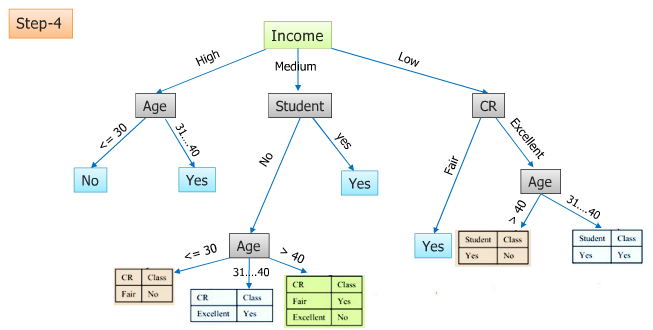 Step-4
Income
High
Medium
Low
Age
Student
CR
<= 30
31....40
No
yes
Fair
Excellent
No
Yes
Yes
Age
> 40
31....40
Age
Yes
Student Class
Yes No
Student Class
Yes Yes
<= 30
31....40
> 40
CR Class
Fair No
CR Class
Excellent Yes
CR Class
Fair Yes
Excellent No